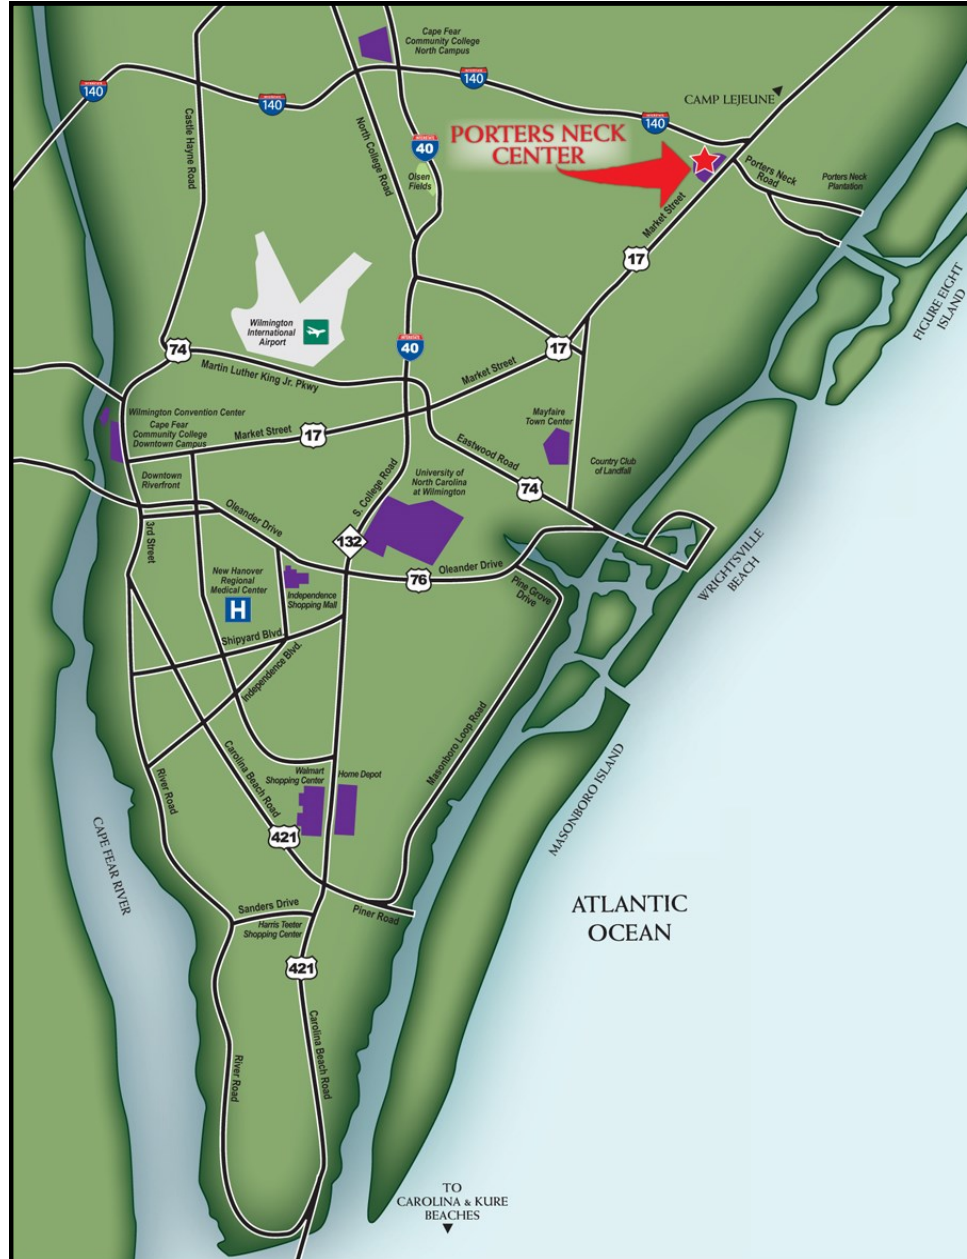 Cape Fear
Community College
North Campus
140
140
140
140
CAMP LEJEUNE
PORTERS NECK
CENTER
Castle Hayne Road
North College Road
40
Olsen
Fields
Porters Neck
Road
Porters Neck
Plantation
Market Street
17
FIGURE EIGHT
ISLAND
Wilmington
International
Airport
74
40
17
Market Street
Martin Luther King Jr. Pkwy
Wilmington Convention Center
Cape Fear
Community College
Downtown Campus
Market Street
17
Mayfaire
Town Center
Eastwood Road
Country Club
of Landfall
74
Downtown
Riverfront
S. College Road
University of
North Carolina
at Wilmington
Oleander Drive
3rd Street
132
76
Oleander Drive
Pine Grove
Drive
WRIGHTSVILLE
BEACH
New Hanover
Regional
Medical Center
H
Independence
Shopping Mall
Shipyard Blvd.
Independence Blvd.
Masonboro Loop Road
River Road
Carolina Beach Road
Walmart
Shopping Center
Home Depot
421
MASONBORO ISLAND
CAPE FEAR RIVER
Sanders Drive
Harris Teeter
Shopping Center
Piner Road
ATLANTIC
OCEAN
421
River Road
Carolina Beach Road
TO
CAROLINA & KURE
BEACHES